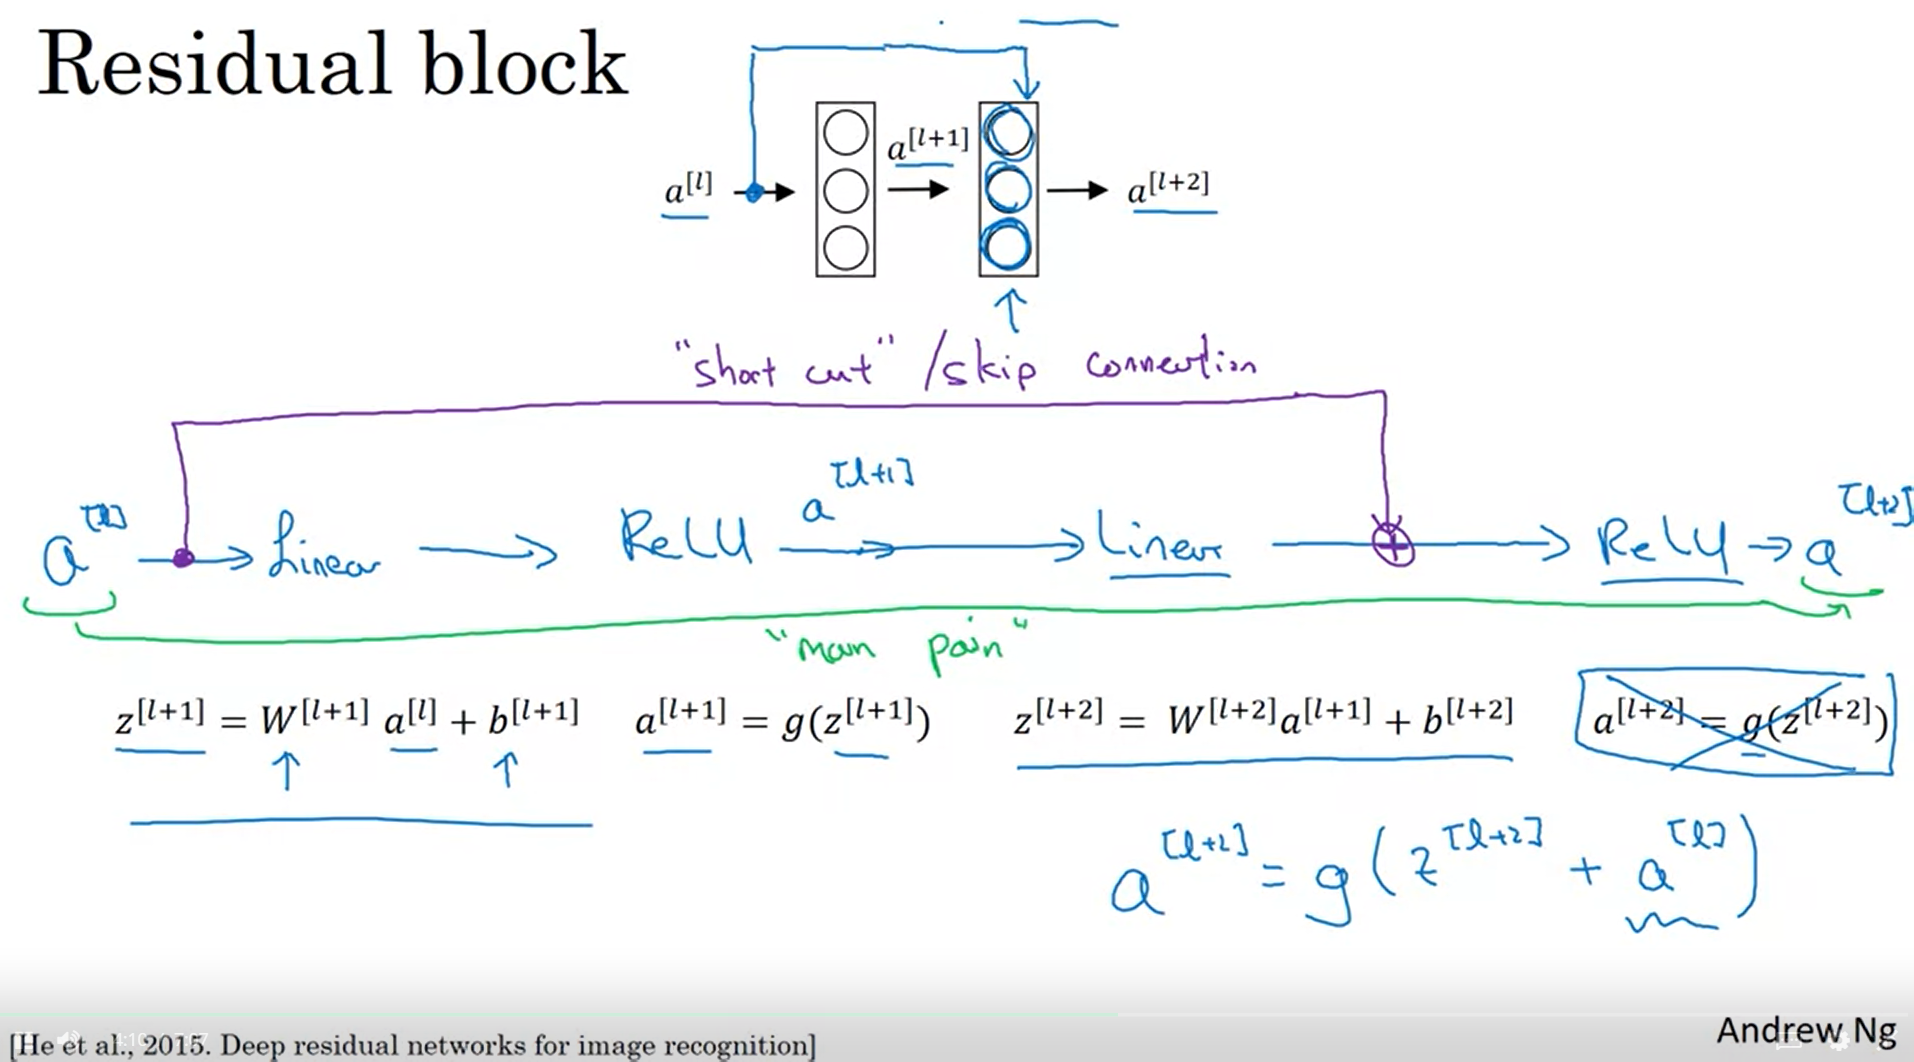 Residual block
a^[l] a^[l+1] a^[l+2]
"short cut" / skip connection
a^[l] → Linear → ReLU a^[l+1] → Linear → ReLU → a^[l+2]
"main path"
z^[l+1] = W^[l+1] a^[l] + b^[l+1] a^[l+1] = g(z^[l+1]) z^[l+2] = W^[l+2]a^[l+1] + b^[l+2] a^[l+2] = g(z^[l+2])
a^[l+2] = g(z^[l+2] + a^[l])
Andrew Ng
[He et al., 2015. Deep residual networks for image recognition]